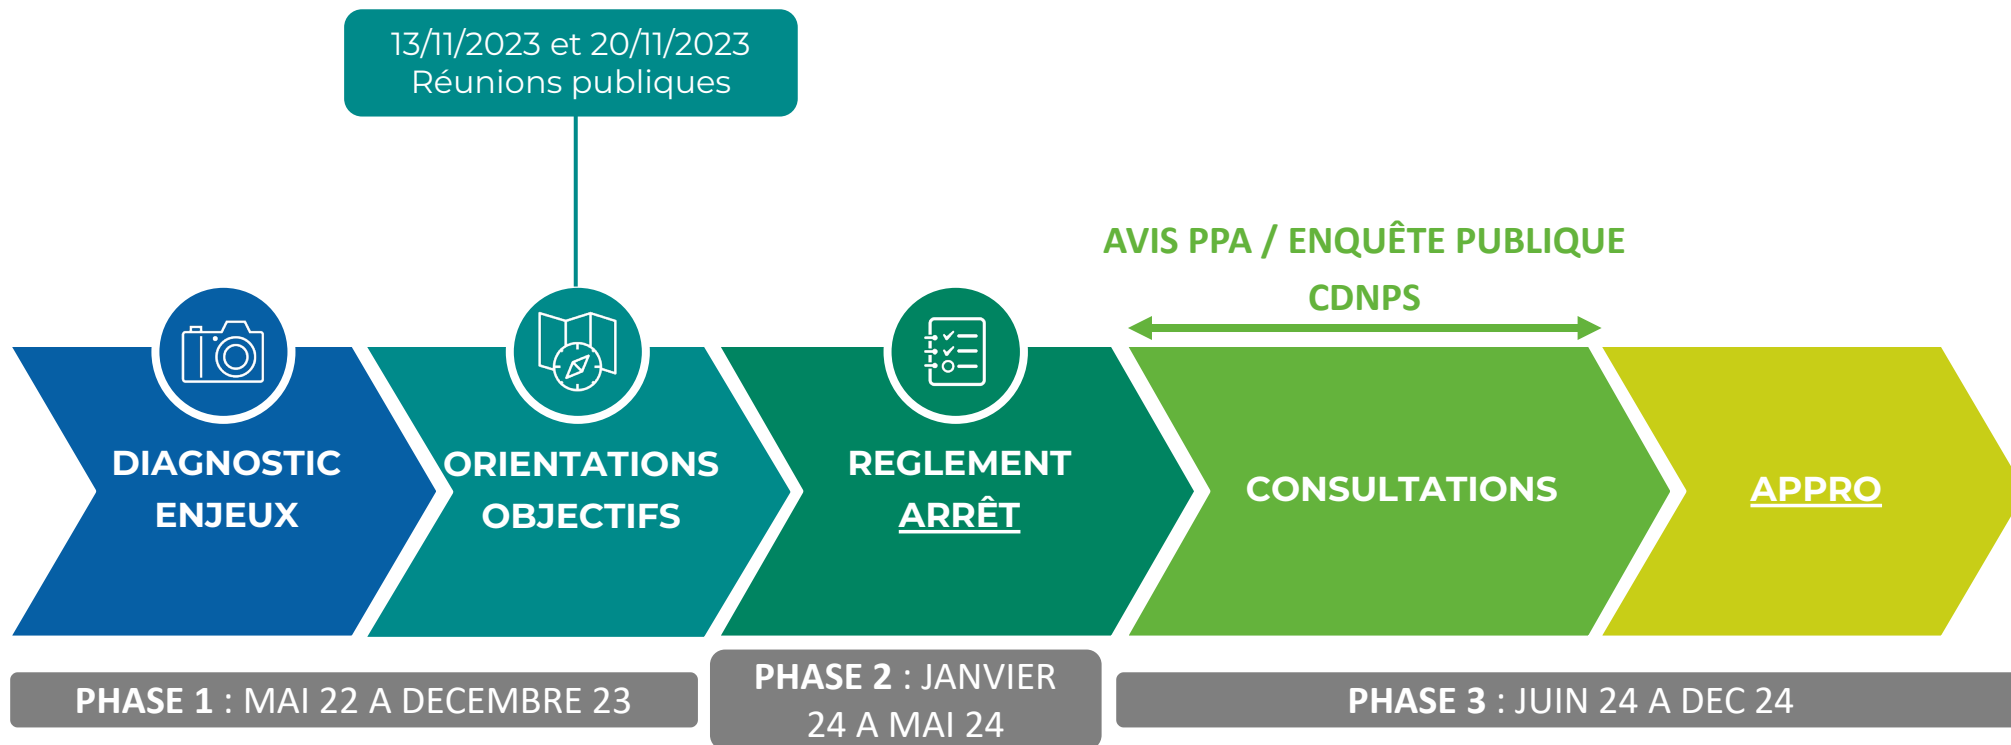 13/11/2023 et 20/11/2023
Réunions publiques
AVIS PPA / ENQUÊTE PUBLIQUE
CDNPS
DIAGNOSTIC
ENJEUX
ORIENTATIONS
OBJECTIFS
REGLEMENT
ARRÊT
CONSULTATIONS
APPRO
PHASE 1 : MAI 22 A DECEMBRE 23
PHASE 2 : JANVIER
24 A MAI 24
PHASE 3 : JUIN 24 A DEC 24